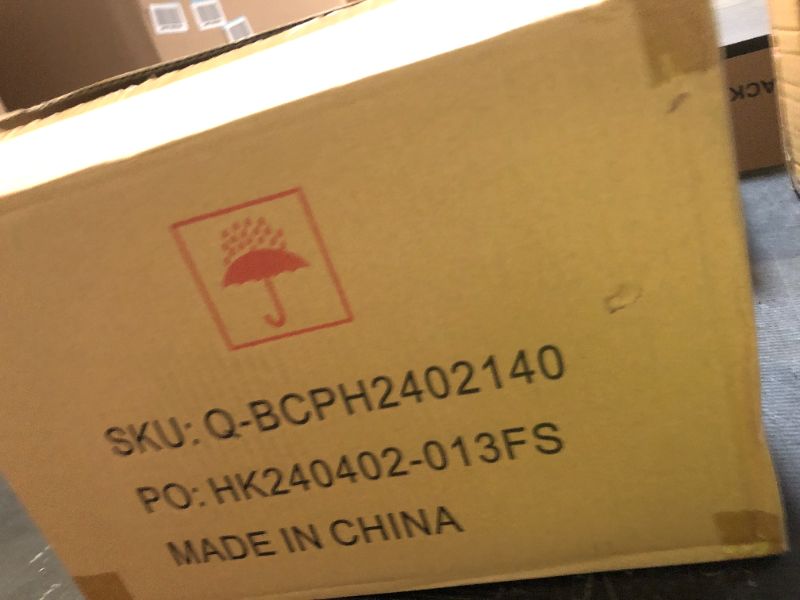 SKU: Q-BCPH2402140
PO: HK240402-013FS
MADE IN CHINA